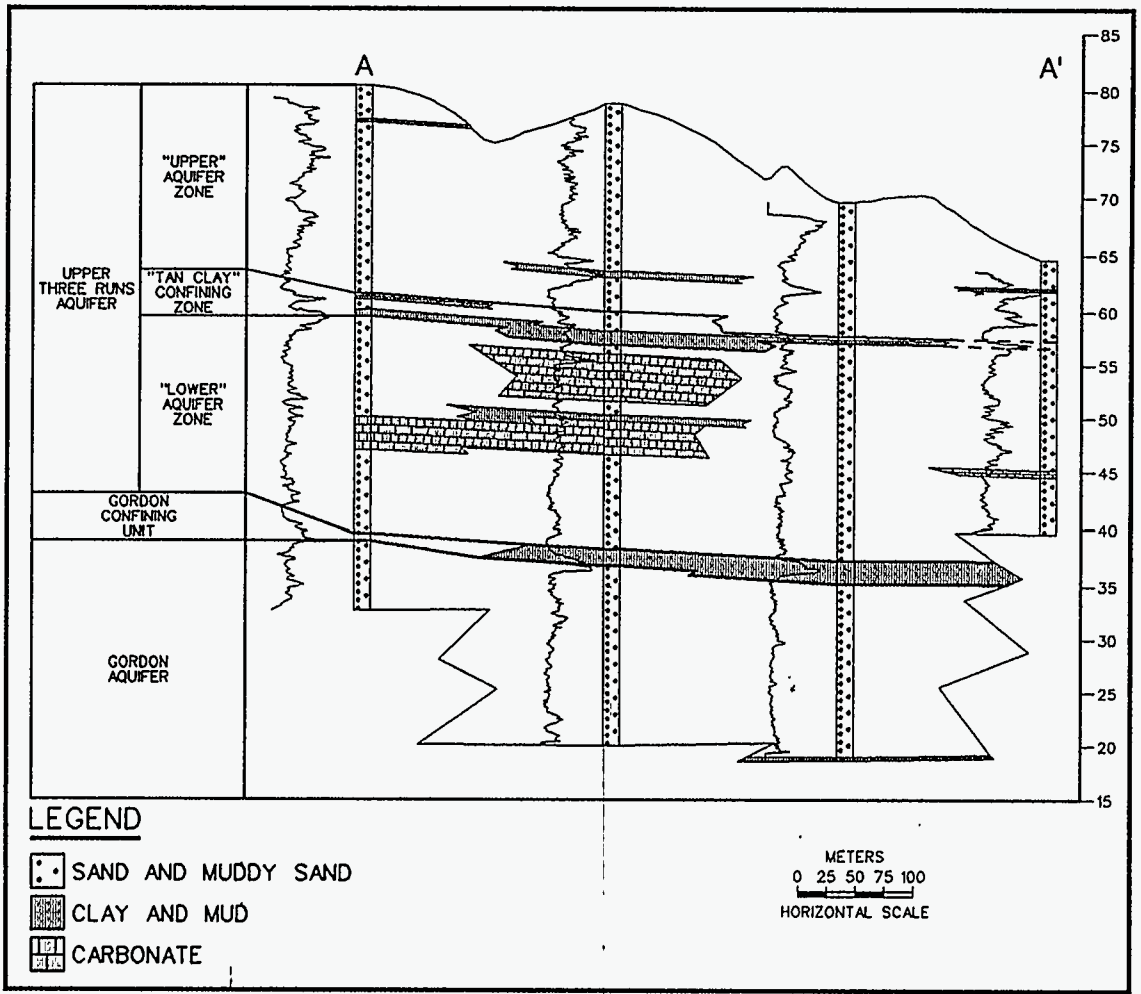 A
A'
85
80
75
70
65
60
55
50
45
40
35
30
25
20
15
"UPPER"
AQUIFER
ZONE
UPPER
THREE RUNS
AQUIFER
"TAN CLAY"
CONFINING
ZONE
"LOWER"
AQUIFER
ZONE
GORDON
CONFINING
UNIT
GORDON
AQUIFER
LEGEND
SAND AND MUDDY SAND
CLAY AND MUD
CARBONATE
METERS
0 25 50 75 100
HORIZONTAL SCALE